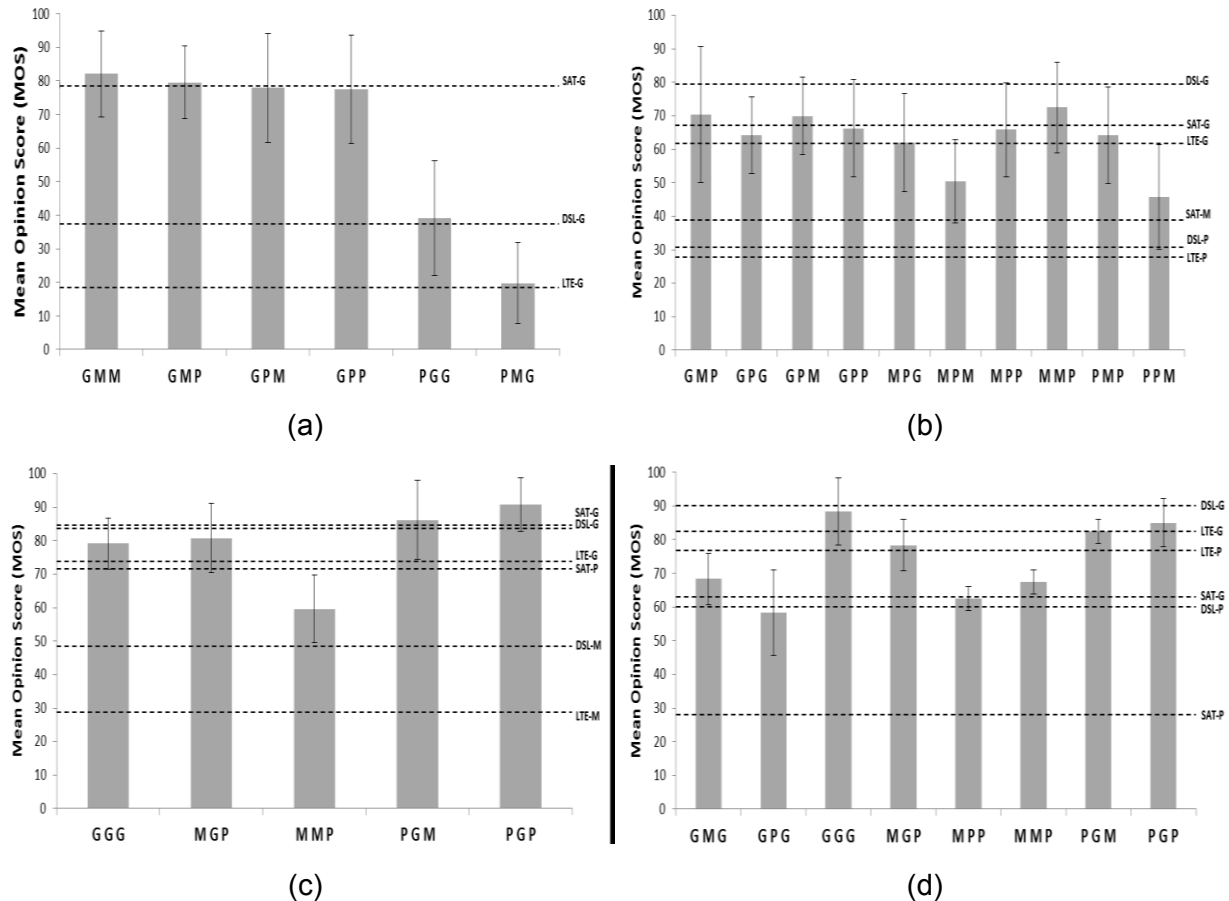 Mean Opinion Score (MOS)
100
90
80
70
60
50
40
30
20
10
0
SAT-G
DSL-G
LTE-G
GMM GMP GPM GPP PGG PMG
(a)
Mean Opinion Score (MOS)
100
90
80
70
60
50
40
30
20
10
0
DSL-G
SAT-G
LTE-G
SAT-M
DSL-P
LTE-P
GMP GPG GPM GPP MPG MPM MPP MMP PMP PPM
(b)
Mean Opinion Score (MOS)
100
90
80
70
60
50
40
30
20
10
0
SAT-G
DSL-G
LTE-G
SAT-P
DSL-M
LTE-M
GGG MGP MMP PGM PGP
(c)
Mean Opinion Score (MOS)
100
90
80
70
60
50
40
30
20
10
0
DSL-G
LTE-G
LTE-P
SAT-G
DSL-P
SAT-P
GMG GPG GGG MGP MPP MMP PGM PGP
(d)